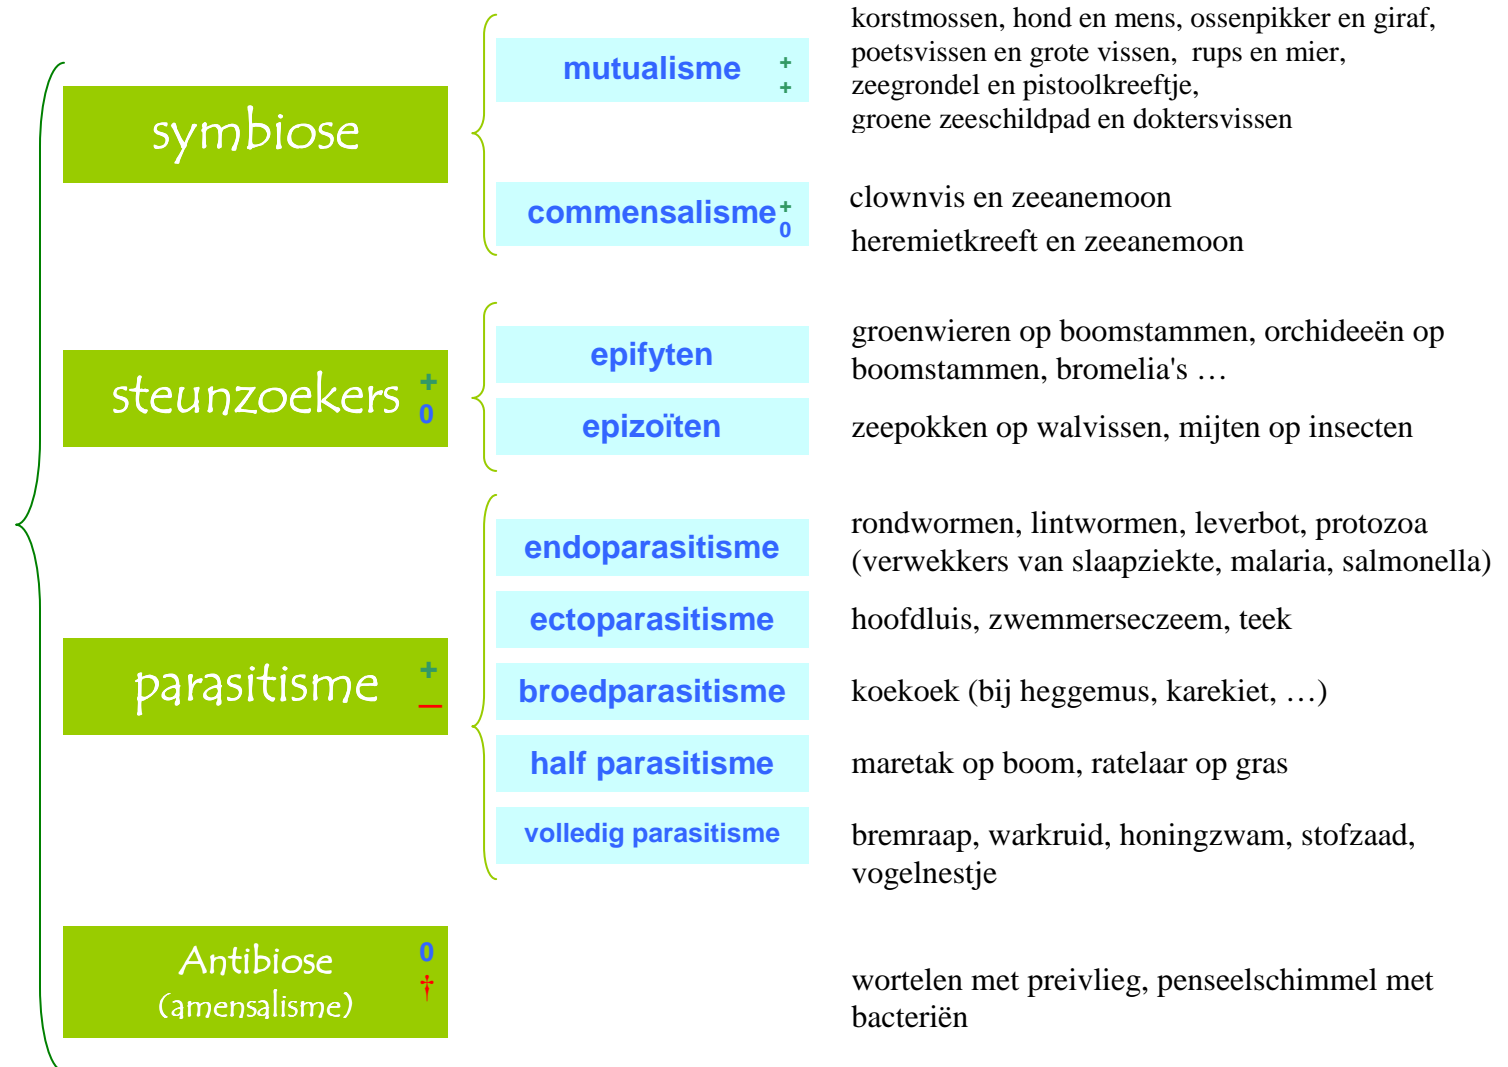 symbiose
mutualisme +
+
korstmossen, hond en mens, ossenpikker en giraf,
poetsvissen en grote vissen, rups en mier,
zeegrondel en pistoolkreeftje,
groene zeeschildpad en doktersvissen
commensalisme +
0
clownvis en zeeanemoon
heremietkreeft en zeeanemoon
steunzoekers +
0
epifyten
groenwieren op boomstammen, orchideeën op
boomstammen, bromelia's …
epizoïten
zeepokken op walvissen, mijten op insecten
parasitisme +
—
endoparasitisme
rondwormen, lintwormen, leverbot, protozoa
(verwekkers van slaapziekte, malaria, salmonella)
ectoparasitisme
hoofdluis, zwemmerseczeem, teek
broedparasitisme
koekoek (bij heggemus, karekiet, …)
half parasitisme
maretak op boom, ratelaar op gras
volledig parasitisme
bremraap, warkruid, honingzwam, stofzaad,
vogelnestje
Antibiose 0
(amensalisme) †
wortelen met preivlieg, penseelschimmel met
bacteriën